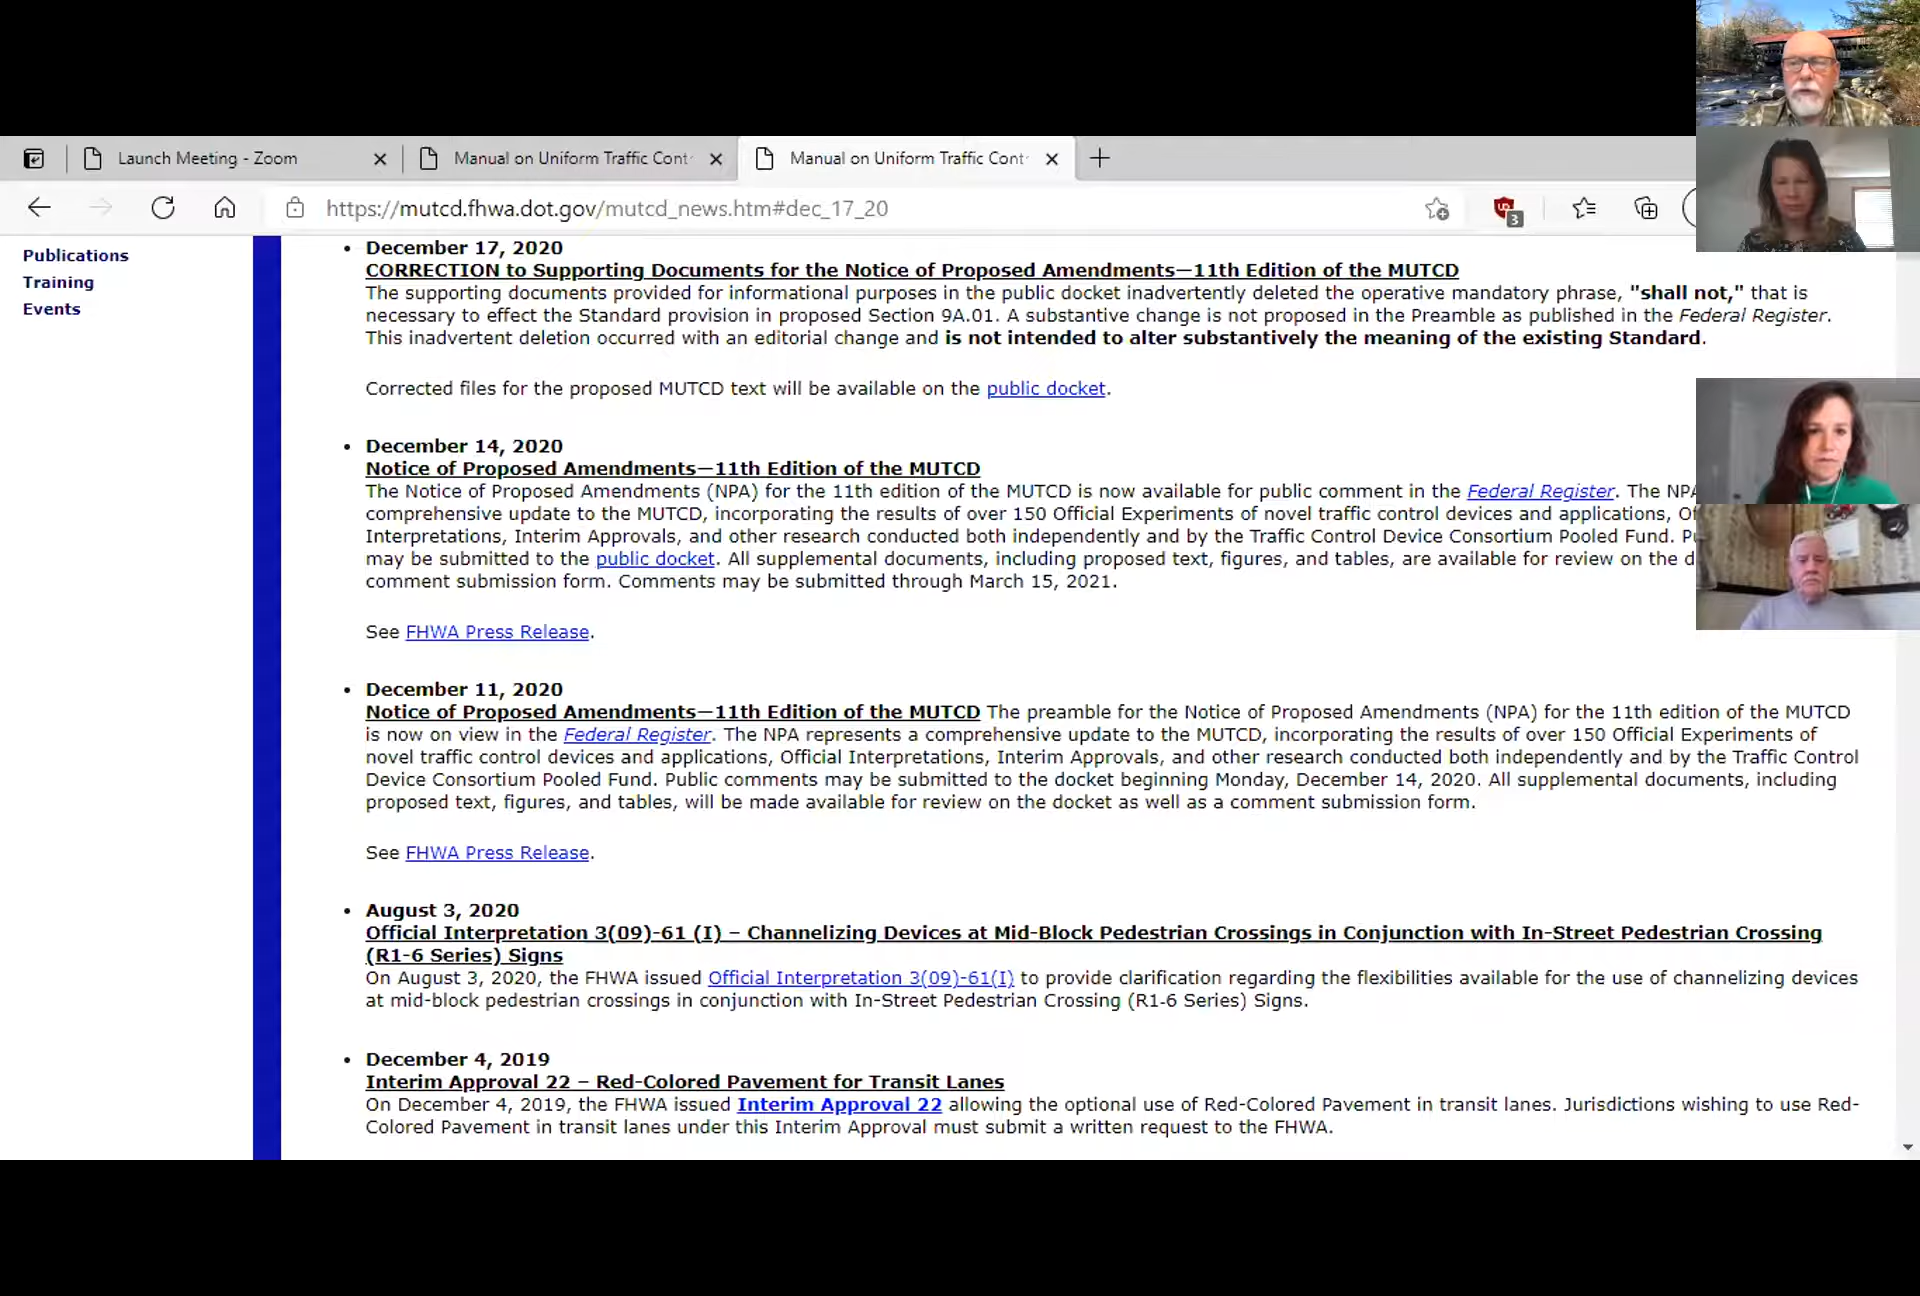 Launch Meeting - Zoom
Manual on Uniform Traffic Cont
Manual on Uniform Traffic Cont
https://mutcd.fhwa.dot.gov/mutcd_news.htm#dec_17_20
3
Publications
Training
Events
• December 17, 2020
CORRECTION to Supporting Documents for the Notice of Proposed Amendments—11th Edition of the MUTCD
The supporting documents provided for informational purposes in the public docket inadvertently deleted the operative mandatory phrase, "shall not," that is
necessary to effect the Standard provision in proposed Section 9A.01. A substantive change is not proposed in the Preamble as published in the Federal Register.
This inadvertent deletion occurred with an editorial change and is not intended to alter substantively the meaning of the existing Standard.
Corrected files for the proposed MUTCD text will be available on the public docket.
• December 14, 2020
Notice of Proposed Amendments—11th Edition of the MUTCD
The Notice of Proposed Amendments (NPA) for the 11th edition of the MUTCD is now available for public comment in the Federal Register. The NPA
comprehensive update to the MUTCD, incorporating the results of over 150 Official Experiments of novel traffic control devices and applications,
Interpretations, Interim Approvals, and other research conducted both independently and by the Traffic Control Device Consortium Pooled Fund.
may be submitted to the public docket. All supplemental documents, including proposed text, figures, and tables, are available for review on the
comment submission form. Comments may be submitted through March 15, 2021.
See FHWA Press Release.
• December 11, 2020
Notice of Proposed Amendments—11th Edition of the MUTCD The preamble for the Notice of Proposed Amendments (NPA) for the 11th edition of the MUTCD
is now on view in the Federal Register. The NPA represents a comprehensive update to the MUTCD, incorporating the results of over 150 Official Experiments of
novel traffic control devices and applications, Official Interpretations, Interim Approvals, and other research conducted both independently and by the Traffic Control
Device Consortium Pooled Fund. Public comments may be submitted to the docket beginning Monday, December 14, 2020. All supplemental documents, including
proposed text, figures, and tables, will be made available for review on the docket as well as a comment submission form.
See FHWA Press Release.
• August 3, 2020
Official Interpretation 3(09)-61 (I) – Channelizing Devices at Mid-Block Pedestrian Crossings in Conjunction with In-Street Pedestrian Crossing
(R1-6 Series) Signs
On August 3, 2020, the FHWA issued Official Interpretation 3(09)-61(I) to provide clarification regarding the flexibilities available for the use of channelizing devices
at mid-block pedestrian crossings in conjunction with In-Street Pedestrian Crossing (R1-6 Series) Signs.
• December 4, 2019
Interim Approval 22 – Red-Colored Pavement for Transit Lanes
On December 4, 2019, the FHWA issued Interim Approval 22 allowing the optional use of Red-Colored Pavement in transit lanes. Jurisdictions wishing to use Red-
Colored Pavement in transit lanes under this Interim Approval must submit a written request to the FHWA.